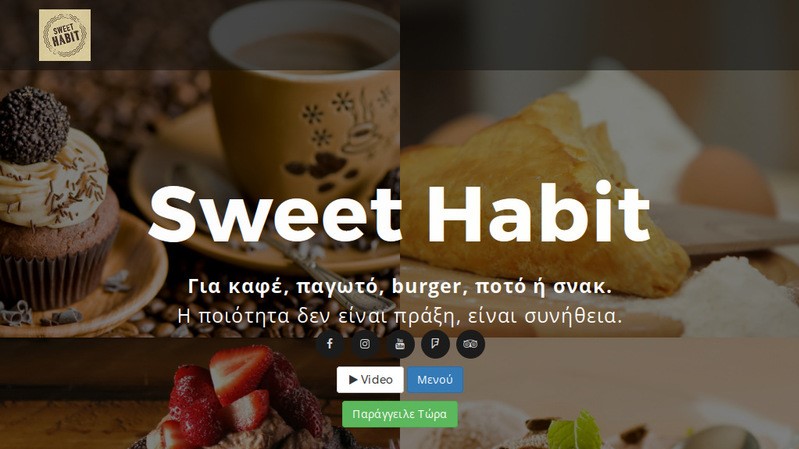 SWEET
HABIT
Sweet Habit
Για καφέ, παγωτό, burger, ποτό ή σνακ.
Η ποιότητα δεν είναι πράξη, είναι συνήθεια.
Video
Μενού
Παράγγειλε Τώρα